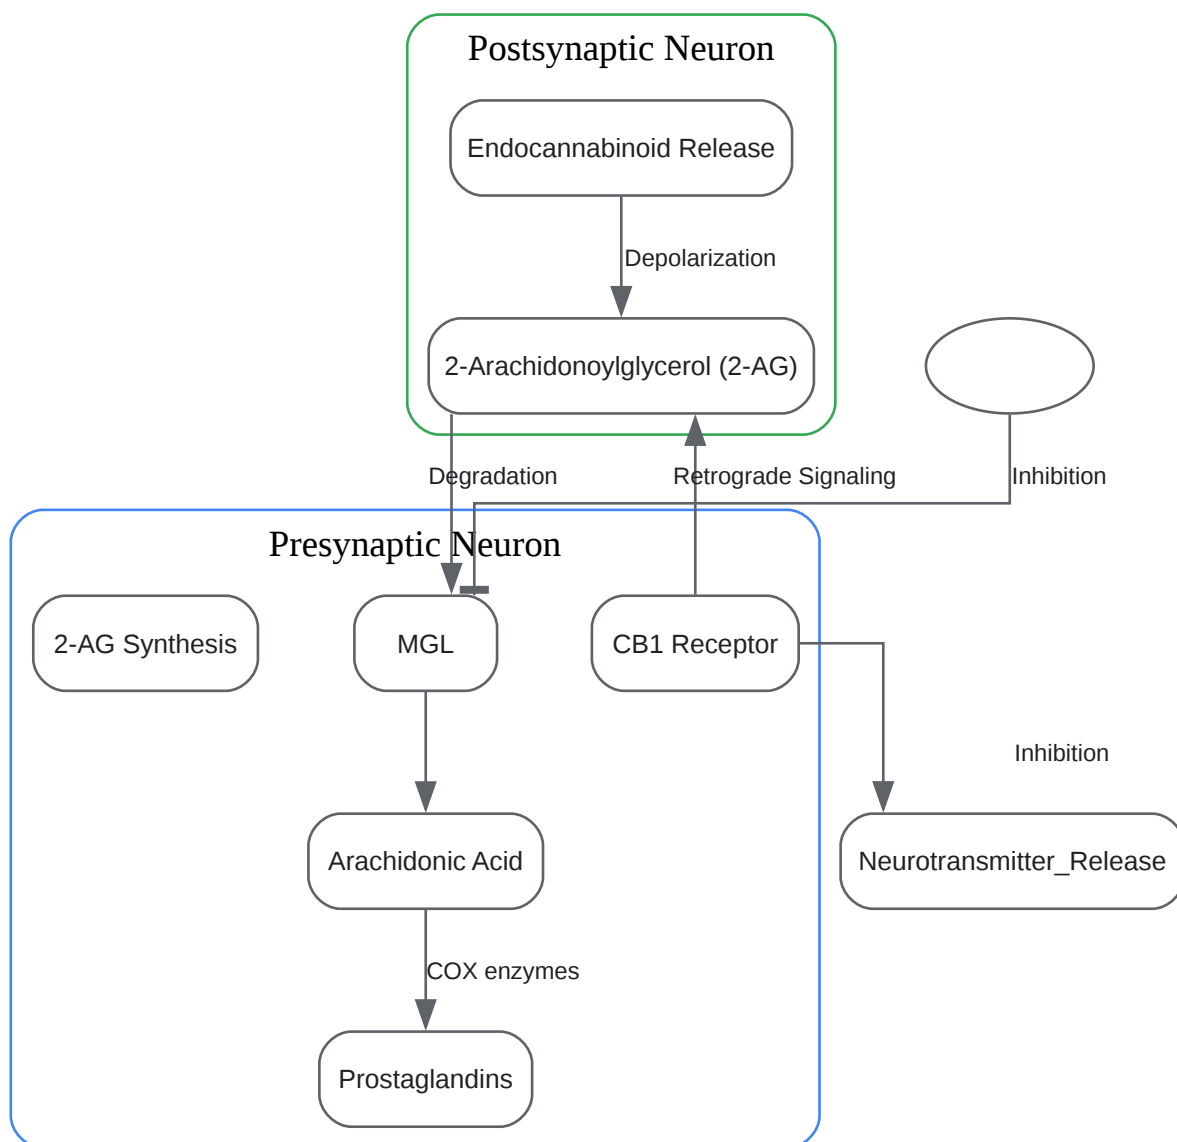 Postsynaptic Neuron
Endocannabinoid Release
Depolarization
2-Arachidonoylglycerol (2-AG)
Degradation
Retrograde Signaling
Inhibition
Presynaptic Neuron
2-AG Synthesis
MGL
CB1 Receptor
Inhibition
Arachidonic Acid
Neurotransmitter_Release
COX enzymes
Prostaglandins